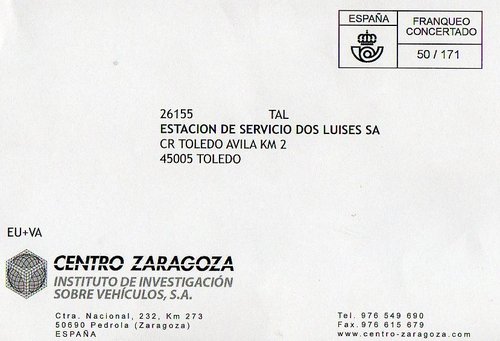 ESPAÑA
FRANQUEO
CONCERTADO
50 / 171
26155 TAL
ESTACION DE SERVICIO DOS LUISES SA
CR TOLEDO AVILA KM 2
45005 TOLEDO
EU+VA
CENTRO ZARAGOZA
INSTITUTO DE INVESTIGACIÓN
SOBRE VEHÍCULOS, S.A.
Ctra. Nacional, 232, Km 273
50690 Pedrola (Zaragoza)
ESPAÑA
Tel. 976 549 690
Fax. 976 615 679
www.centro-zaragoza.com